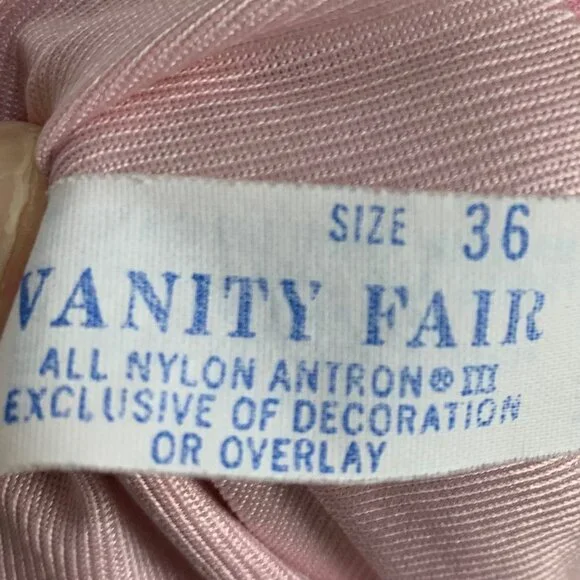 SIZE 36
VANITY FAIR
ALL NYLON ANTRON® III
EXCLUSIVE OF DECORATION
OR OVERLAY